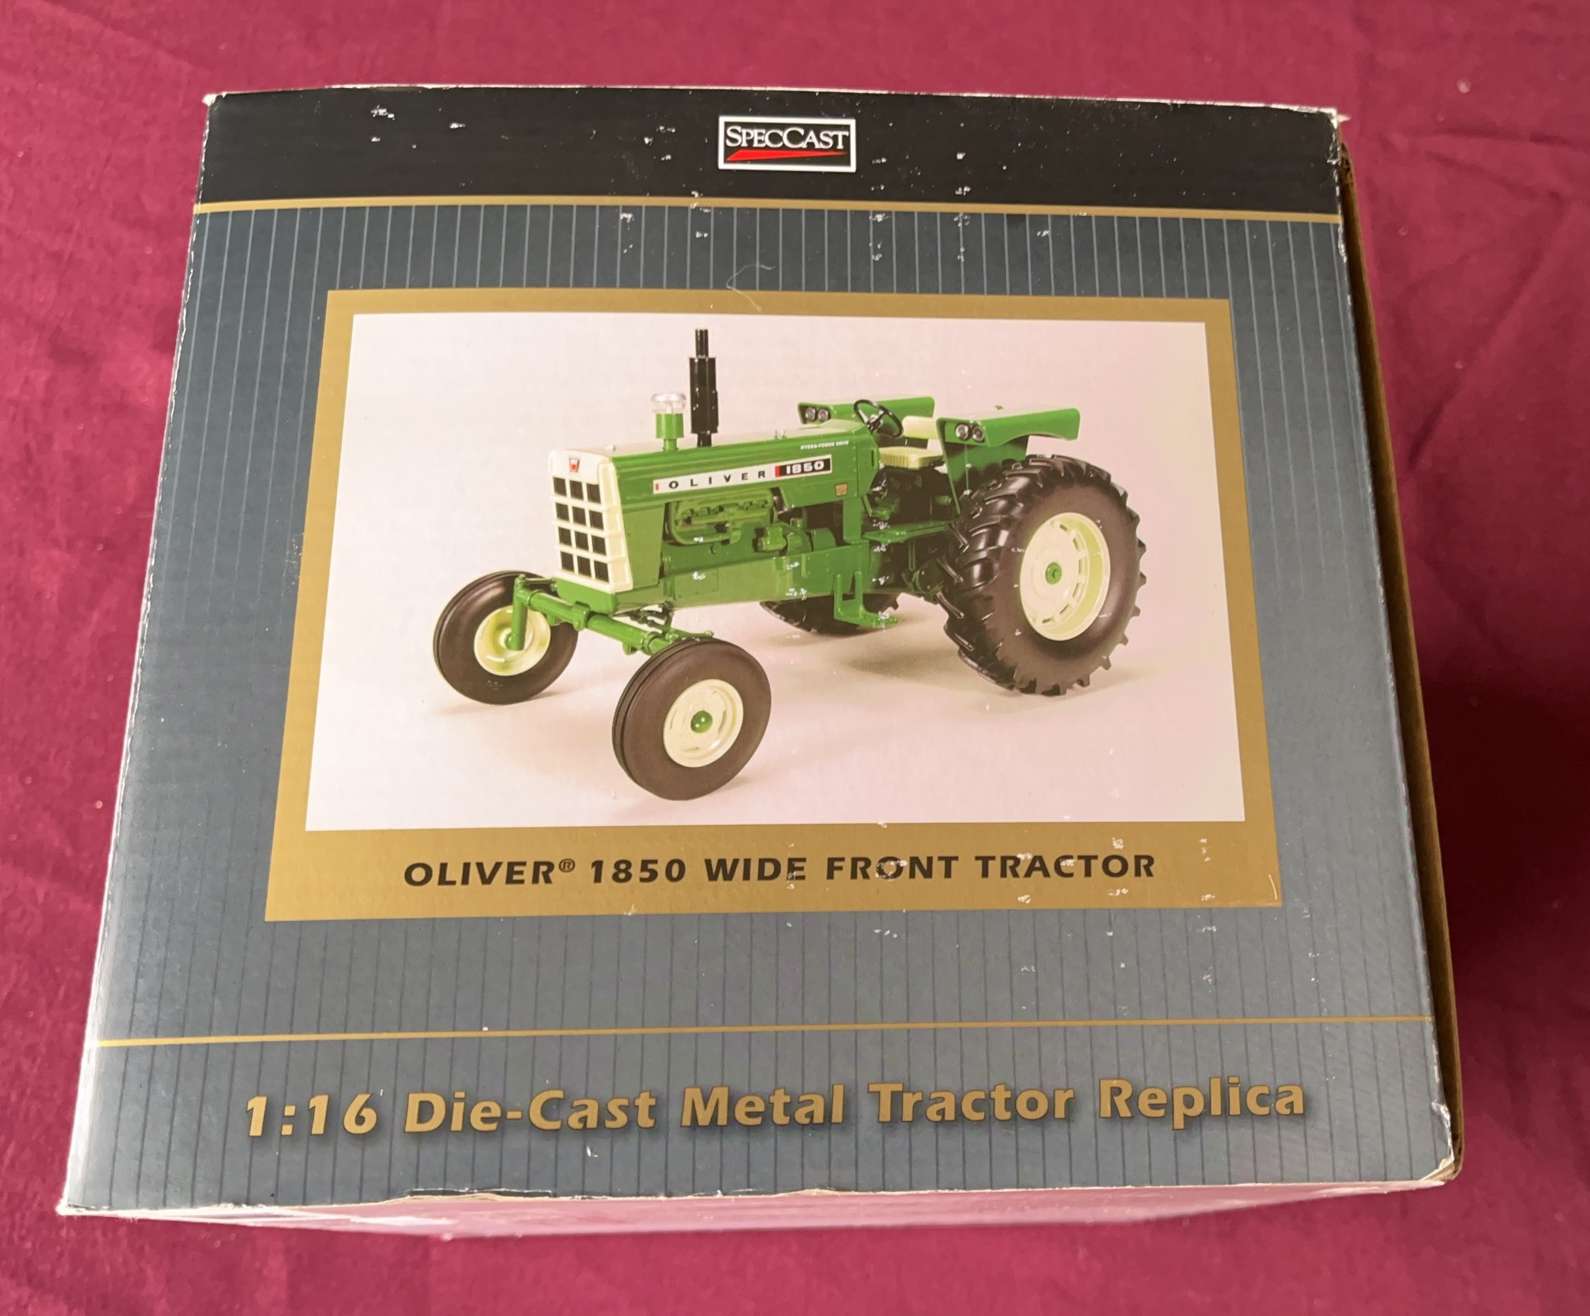 SPECCAST
OLIVER 1850
OLIVER® 1850 WIDE FRONT TRACTOR
1:16 Die-Cast Metal Tractor Replica